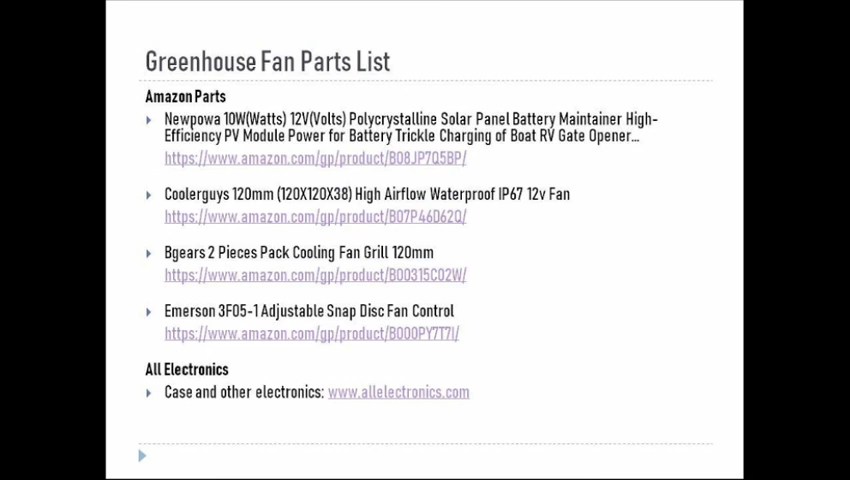 Greenhouse Fan Parts List
Amazon Parts
Newpowa 10W(Watts) 12V(Volts) Polycrystalline Solar Panel Battery Maintainer High-
Efficiency PV Module Power for Battery Trickle Charging of Boat RV Gate Opener...
https://www.amazon.com/gp/product/B08JP7Q5BP/
Coolerguys 120mm (120X120X38) High Airflow Waterproof IP67 12v Fan
https://www.amazon.com/gp/product/B07P46D62Q/
Bgears 2 Pieces Pack Cooling Fan Grill 120mm
https://www.amazon.com/gp/product/B00315C02W/
Emerson 3F05-1 Adjustable Snap Disc Fan Control
https://www.amazon.com/gp/product/B000PY7T7I/
All Electronics
Case and other electronics: www.allelectronics.com